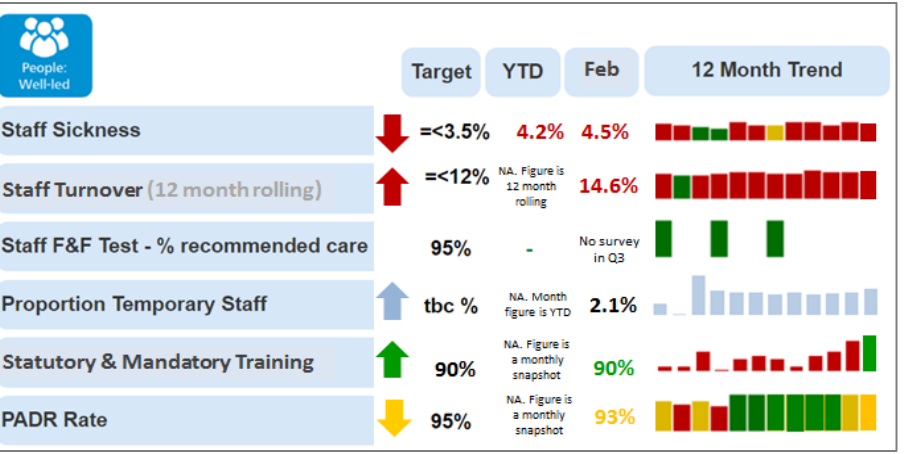 People:
Well-led
Target YTD Feb 12 Month Trend
Staff Sickness =<3.5% 4.2% 4.5%
Staff Turnover (12 month rolling) =<12% NA. Figure is 12 month rolling 14.6%
Staff F&F Test - % recommended care 95% - No survey in Q3
Proportion Temporary Staff tbc % NA. Month figure is YTD 2.1%
Statutory & Mandatory Training 90% NA. Figure is a monthly snapshot 90%
PADR Rate 95% NA. Figure is a monthly snapshot 93%